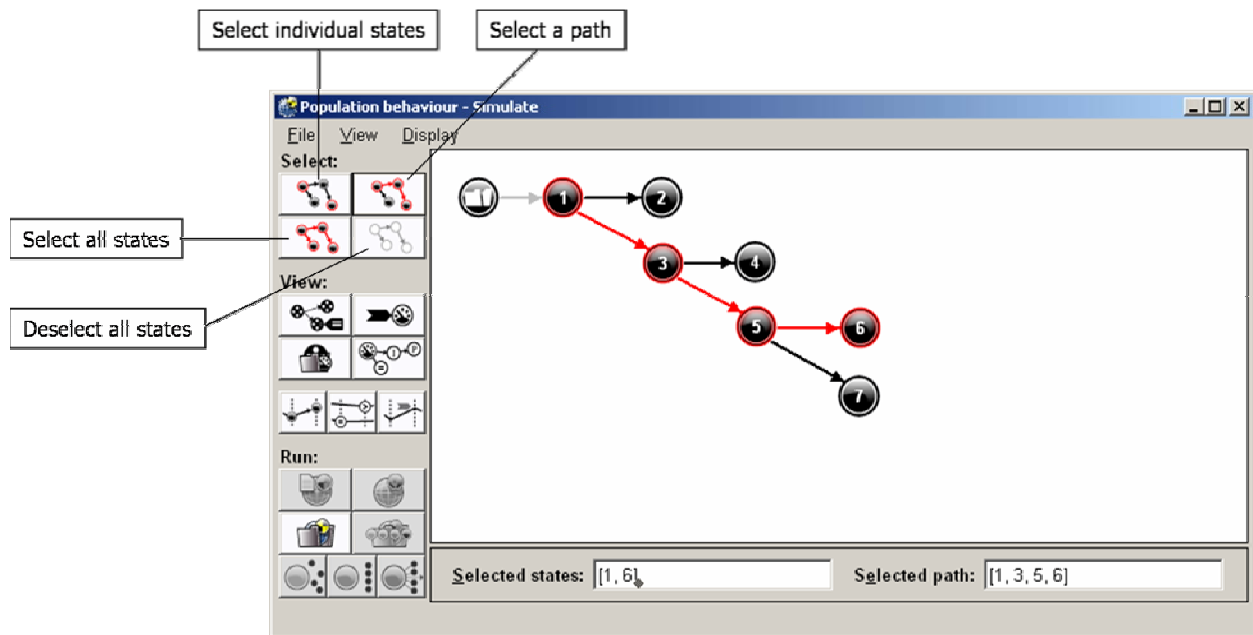 Select individual states
Select a path
Population behaviour - Simulate
File View Display
Select:
Select all states
Deselect all states
View:
Run:
1
2
3
4
5
6
7
Selected states: [1, 6]
Selected path: [1, 3, 5, 6]